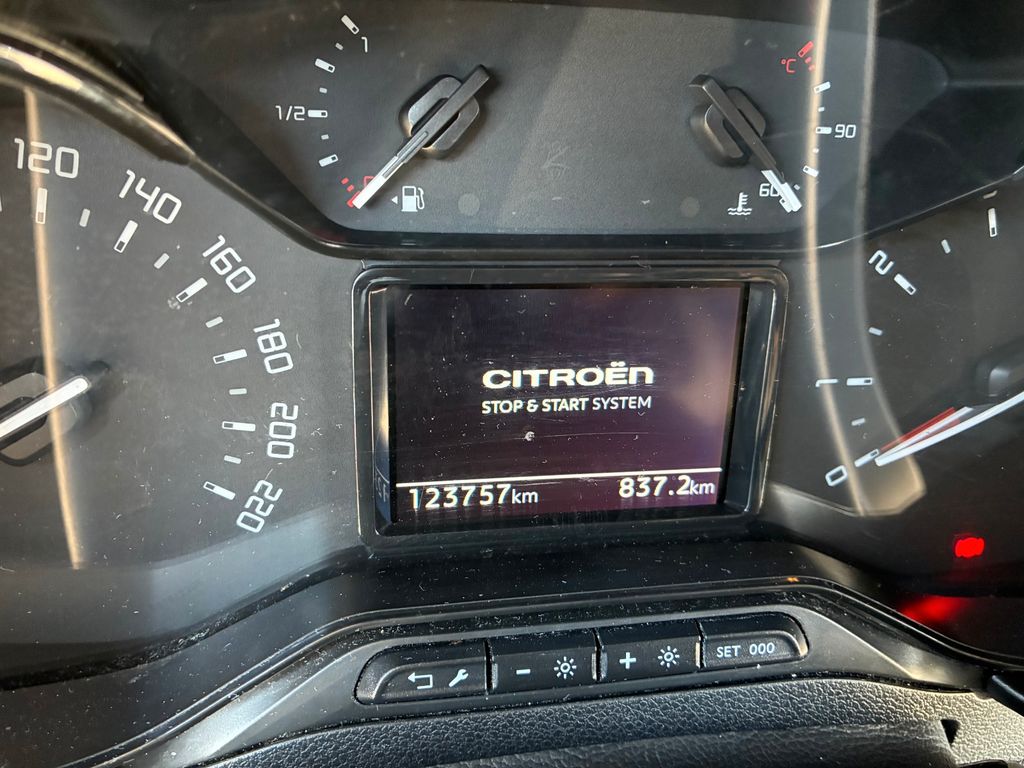 1
1/2
°C
90
60
120
140
160
180
200
220
2
1
0
CITROËN
STOP & START SYSTEM
123757km
837.2km
-
+
SET 000